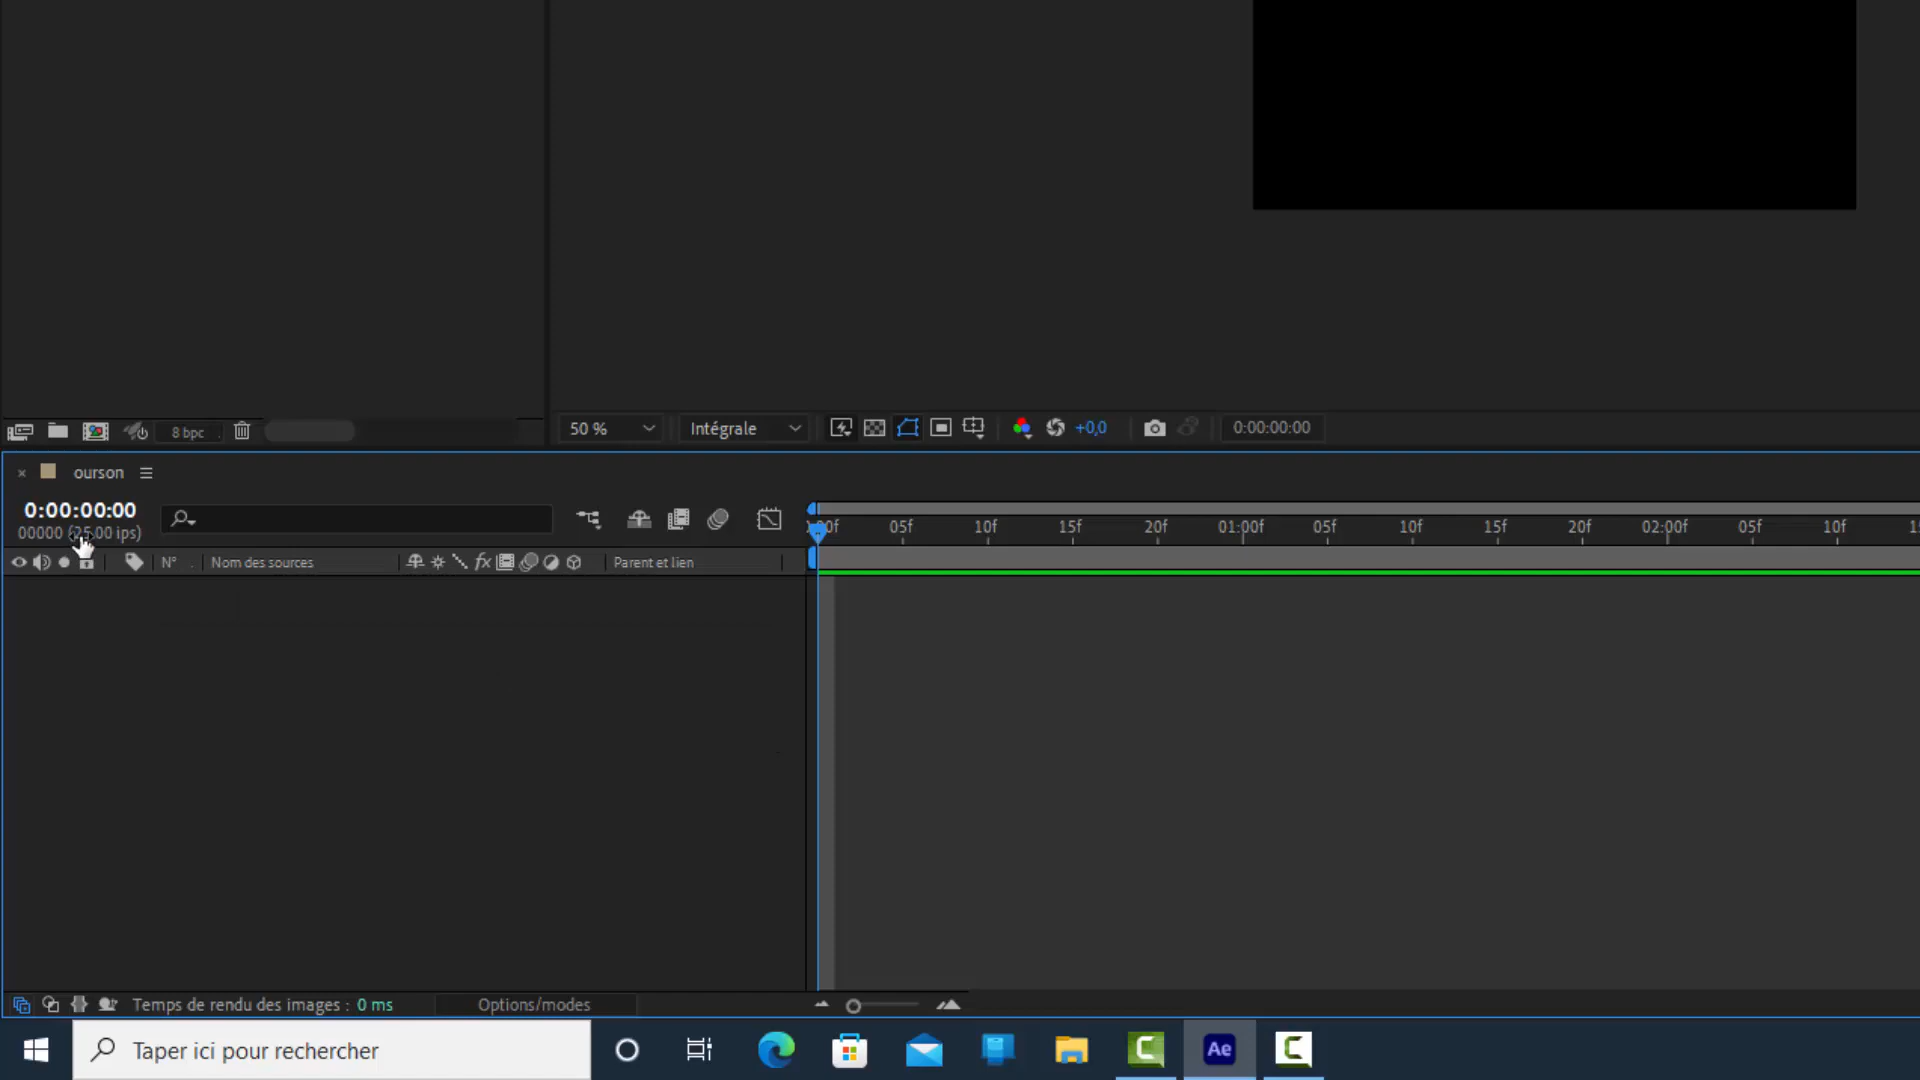 8 bpc
50 %
Intégrale
+0,0
0:00:00:00
ourson
0:00:00:00
00000 (25.00 ips)
:00f 05f 10f 15f 20f 01:00f 05f 10f 15f 20f 02:00f 05f 10f
N° Nom des sources fx Parent et lien
Temps de rendu des images : 0 ms
Options/modes
Taper ici pour rechercher
Ae